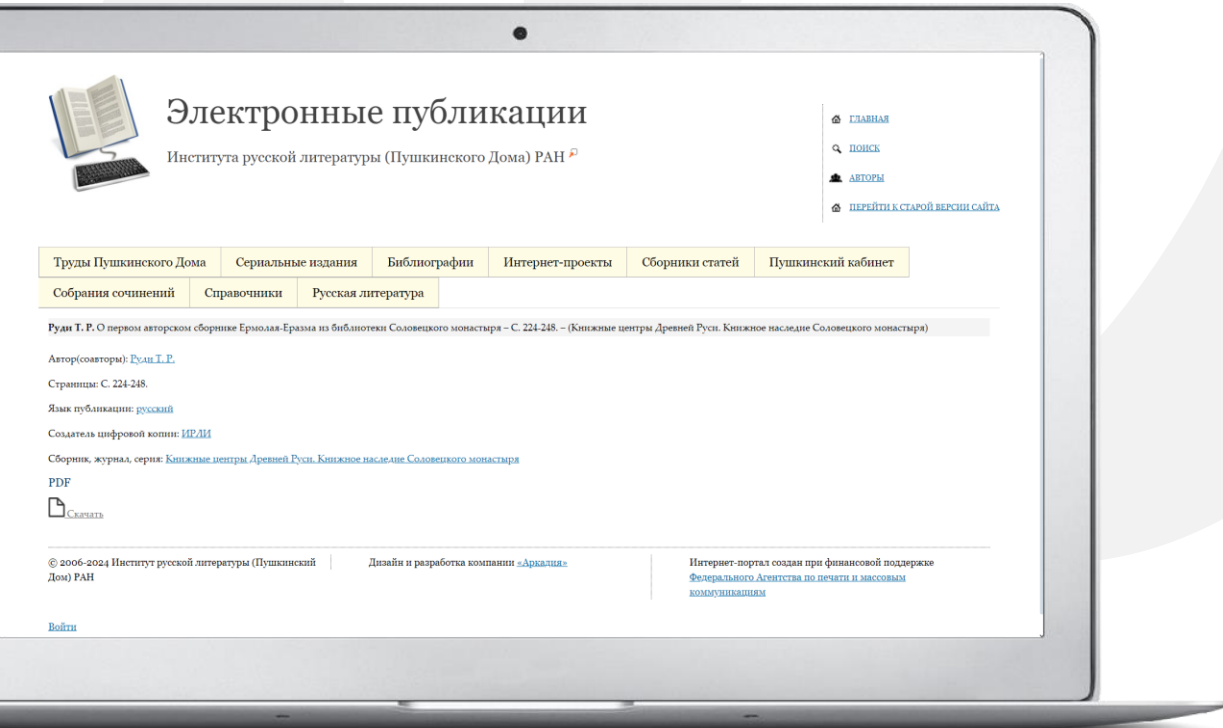 Электронные публикации
Института русской литературы (Пушкинского Дома) РАН
ГЛАВНАЯ
ПОИСК
АВТОРЫ
ПЕРЕЙТИ К СТАРОЙ ВЕРСИИ САЙТА
Труды Пушкинского Дома Сериальные издания Библиографии Интернет-проекты Сборники статей Пушкинский кабинет
Собрания сочинений Справочники Русская литература
Руди Т. Р. О первом авторском сборнике Ермолая-Еразма из библиотеки Соловецкого монастыря – С. 224-248. – (Книжные центры Древней Руси. Книжное наследие Соловецкого монастыря)
Автор(соавторы): Руди Т. Р.
Страницы: С. 224-248.
Язык публикации: русский
Создатель цифровой копии: ИРЛИ
Сборник, журнал, серия: Книжные центры Древней Руси. Книжное наследие Соловецкого монастыря
PDF
Скачать
© 2006-2024 Институт русской литературы (Пушкинский
Дом) РАН
Дизайн и разработка компании «Аркадия»
Интернет-портал создан при финансовой поддержке
Федерального Агентства по печати и массовым
коммуникациям
Войти